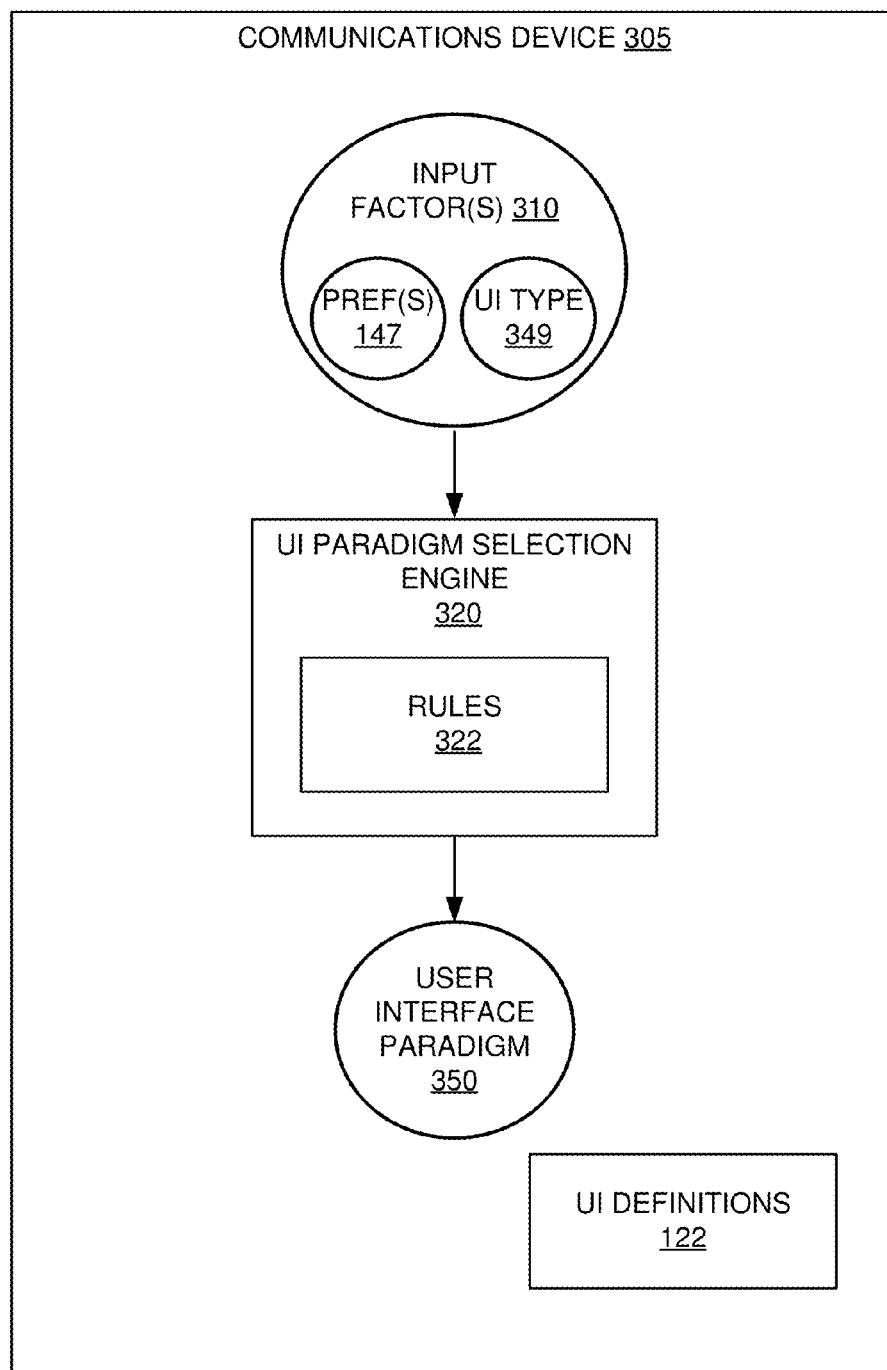 COMMUNICATIONS DEVICE 305
INPUT
FACTOR(S) 310
PREF(S)
147
UI TYPE
349
UI PARADIGM SELECTION
ENGINE
320
RULES
322
USER
INTERFACE
PARADIGM
350
UI DEFINITIONS
122